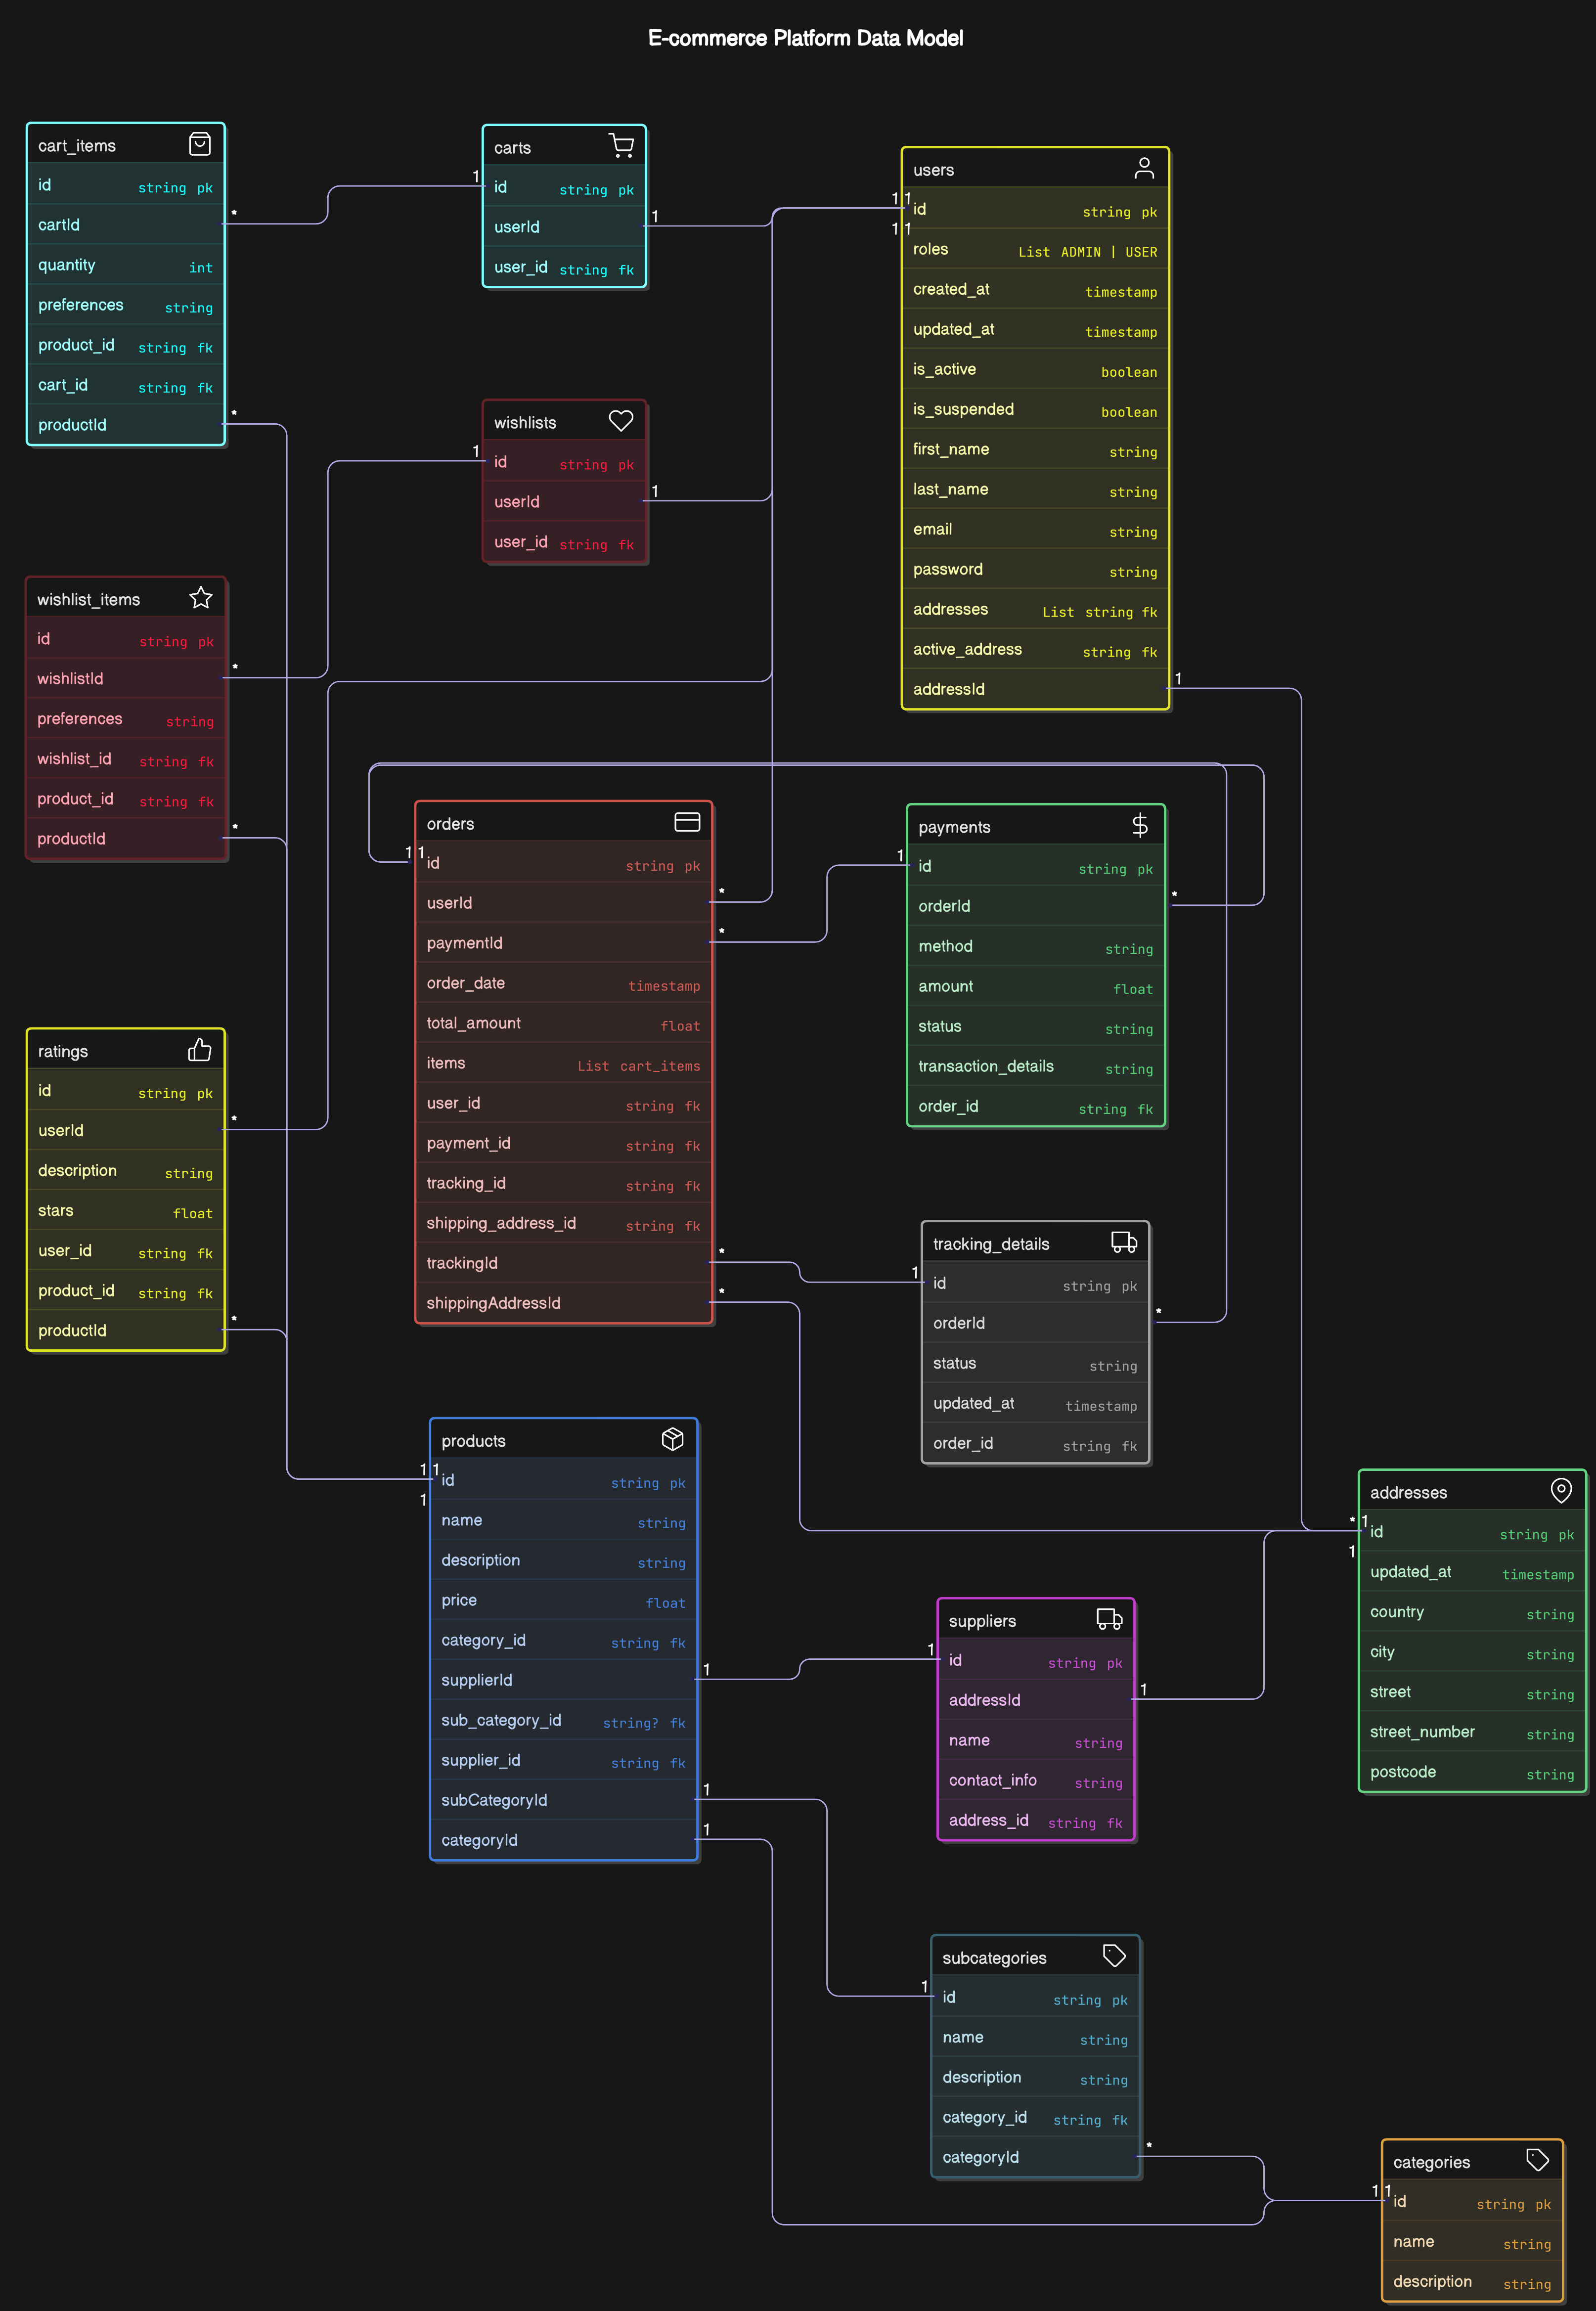 E-commerce Platform Data Model
cart_items
id string pk
cartId *
quantity int
preferences string
product_id string fk
cart_id string fk
productId *
carts
1 id string pk
userId 1
user_id string fk
users
1 1 id string pk
1 1
roles List ADMIN | USER
created_at timestamp
updated_at timestamp
is_active boolean
is_suspended boolean
first_name string
last_name string
email string
password string
addresses List string fk
active_address string fk
addressId 1
wishlists
1 id string pk
userId 1
user_id string fk
wishlist_items
id string pk
wishlistId *
preferences string
wishlist_id string fk
product_id string fk
productId *
orders
1 1 id string pk
userId *
paymentId *
order_date timestamp
total_amount float
items List cart_items
user_id string fk
payment_id string fk
tracking_id string fk
shipping_address_id string fk
trackingId *
shippingAddressId *
payments
1 id string pk
orderId *
method string
amount float
status string
transaction_details string
order_id string fk
ratings
id string pk
userId *
description string
stars float
user_id string fk
product_id string fk
productId *
tracking_details
1 id string pk
orderId *
status string
updated_at timestamp
order_id string fk
products
1 1 id string pk
1
name string
description string
price float
category_id string fk
supplierId 1
sub_category_id string? fk
supplier_id string fk
subCategoryId 1
categoryId 1
addresses
* 1 id string pk
1
updated_at timestamp
country string
city string
street string
street_number string
postcode string
suppliers
1 id string pk
addressId 1
name string
contact_info string
address_id string fk
subcategories
1 id string pk
name string
description string
category_id string fk
categoryId *
categories
1 1 id string pk
name string
description string